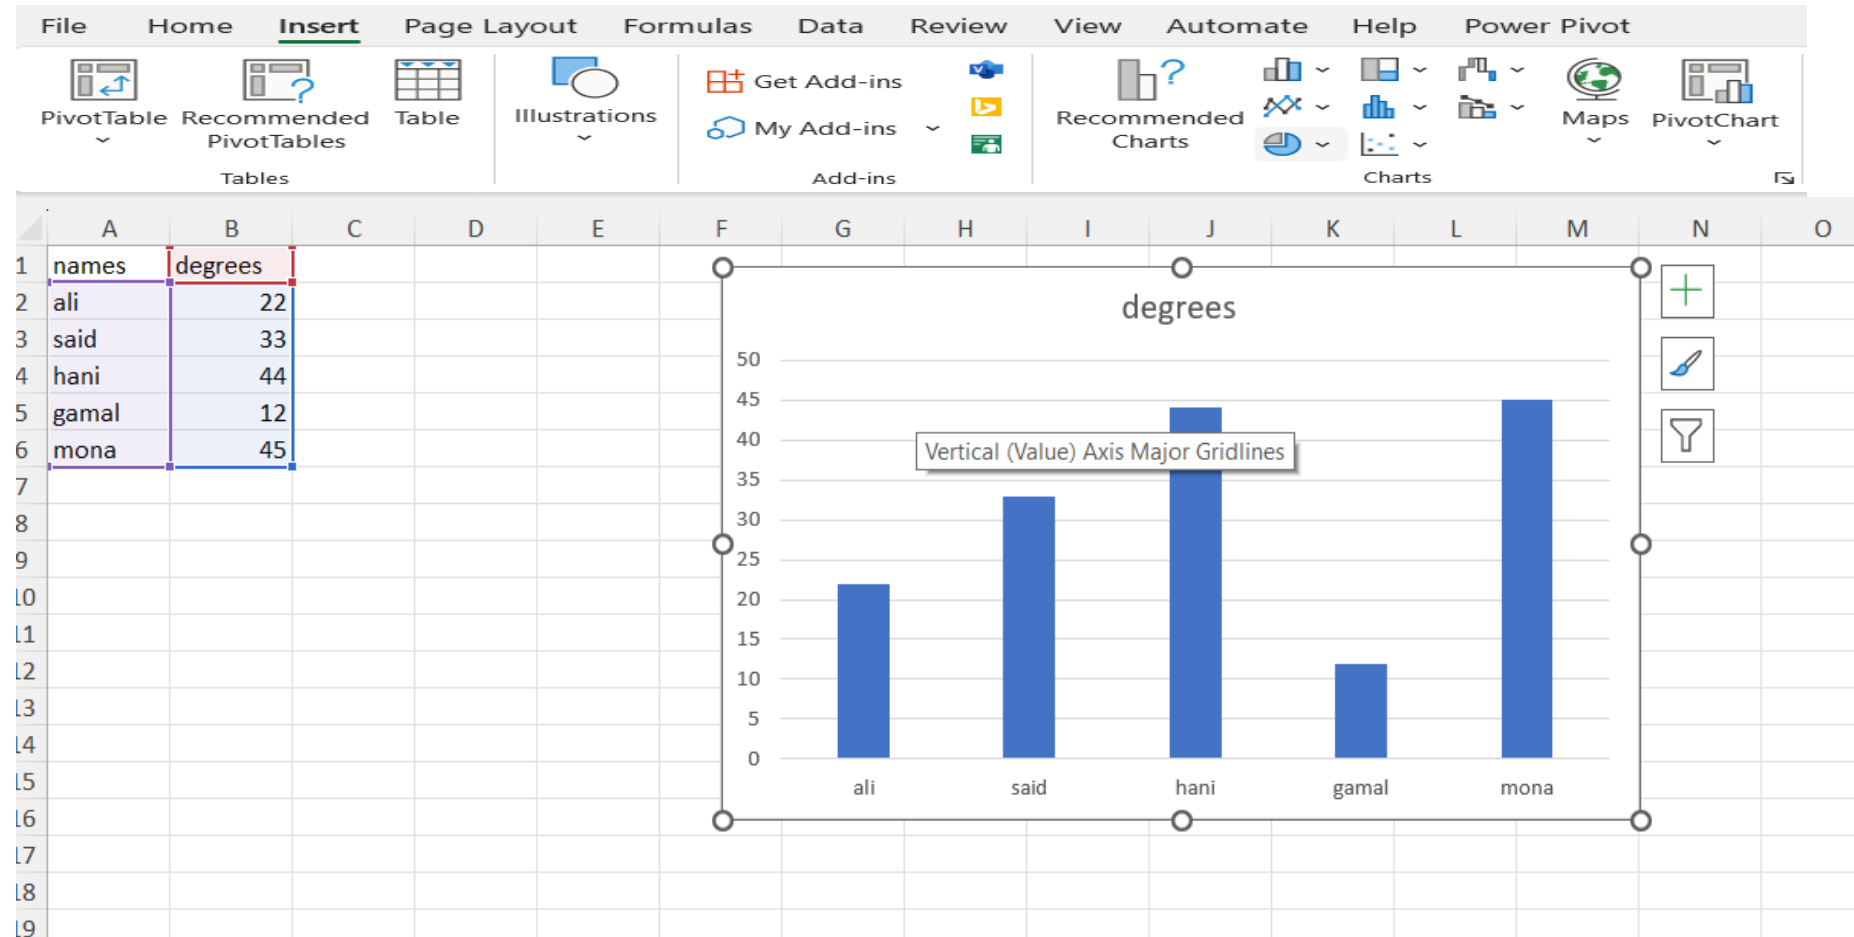 File Home Insert Page Layout Formulas Data Review View Automate Help Power Pivot
PivotTable
Recommended
PivotTables
Table
Tables
Illustrations
Get Add-ins
My Add-ins
Add-ins
Recommended
Charts
Maps
PivotChart
Charts
A B C D E F G H I J K L M N O
1 names degrees
2 ali 22
3 said 33
4 hani 44
5 gamal 12
6 mona 45
7
8
9
10
11
12
13
14
15
16
17
18
19
degrees
50
45
40
Vertical (Value) Axis Major Gridlines
35
30
25
20
15
10
5
0
ali said hani gamal mona